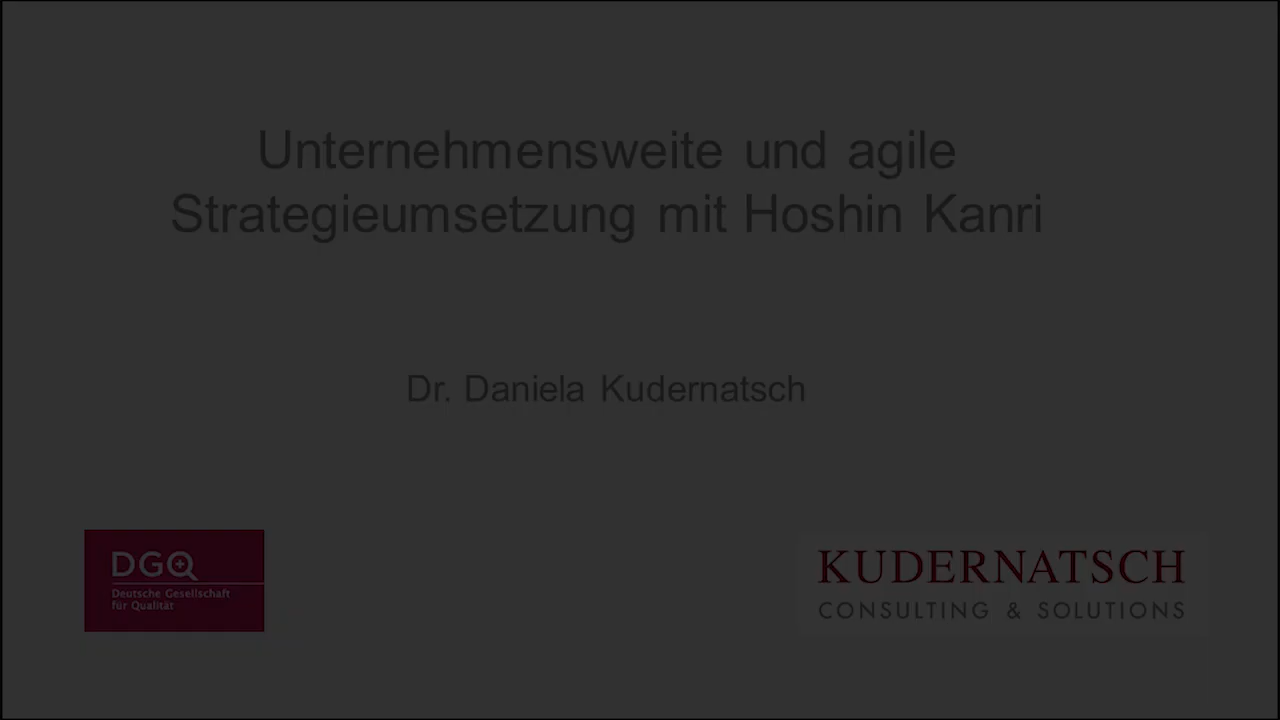 Unternehmensweite und agile
Strategieumsetzung mit Hoshin Kanri
Dr. Daniela Kudernatsch
DGQ
Deutsche Gesellschaft
für Qualität
KUDERNATSCH
CONSULTING & SOLUTIONS